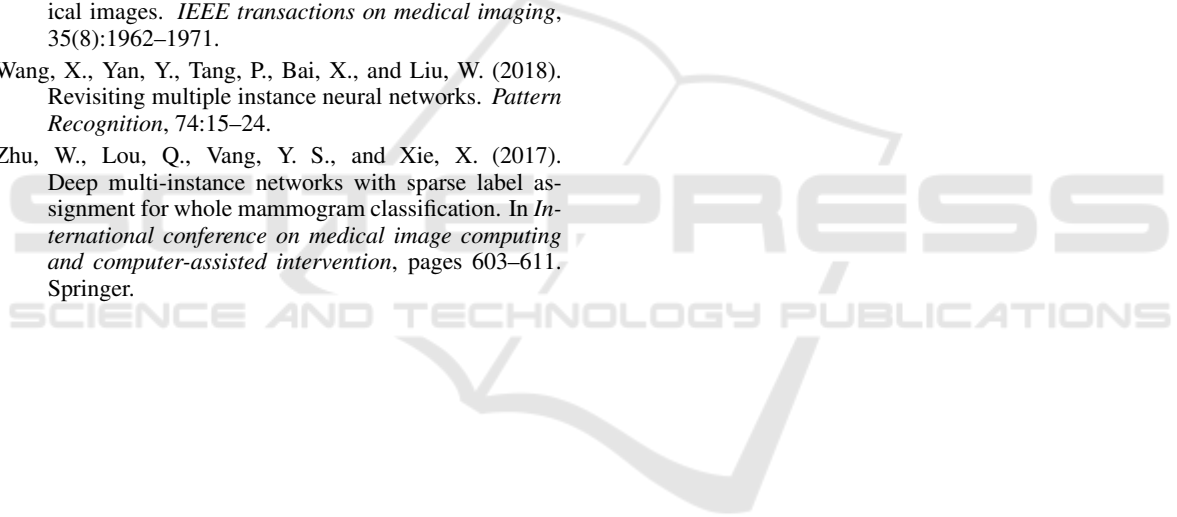 ical images. IEEE transactions on medical imaging,
35(8):1962–1971.
Wang, X., Yan, Y., Tang, P., Bai, X., and Liu, W. (2018).
Revisiting multiple instance neural networks. Pattern
Recognition, 74:15–24.
Zhu, W., Lou, Q., Vang, Y. S., and Xie, X. (2017).
Deep multi-instance networks with sparse label as-
signment for whole mammogram classification. In In-
ternational conference on medical image computing
and computer-assisted intervention, pages 603–611.
Springer.
SCITEPRESS
SCIENCE AND TECHNOLOGY PUBLICATIONS